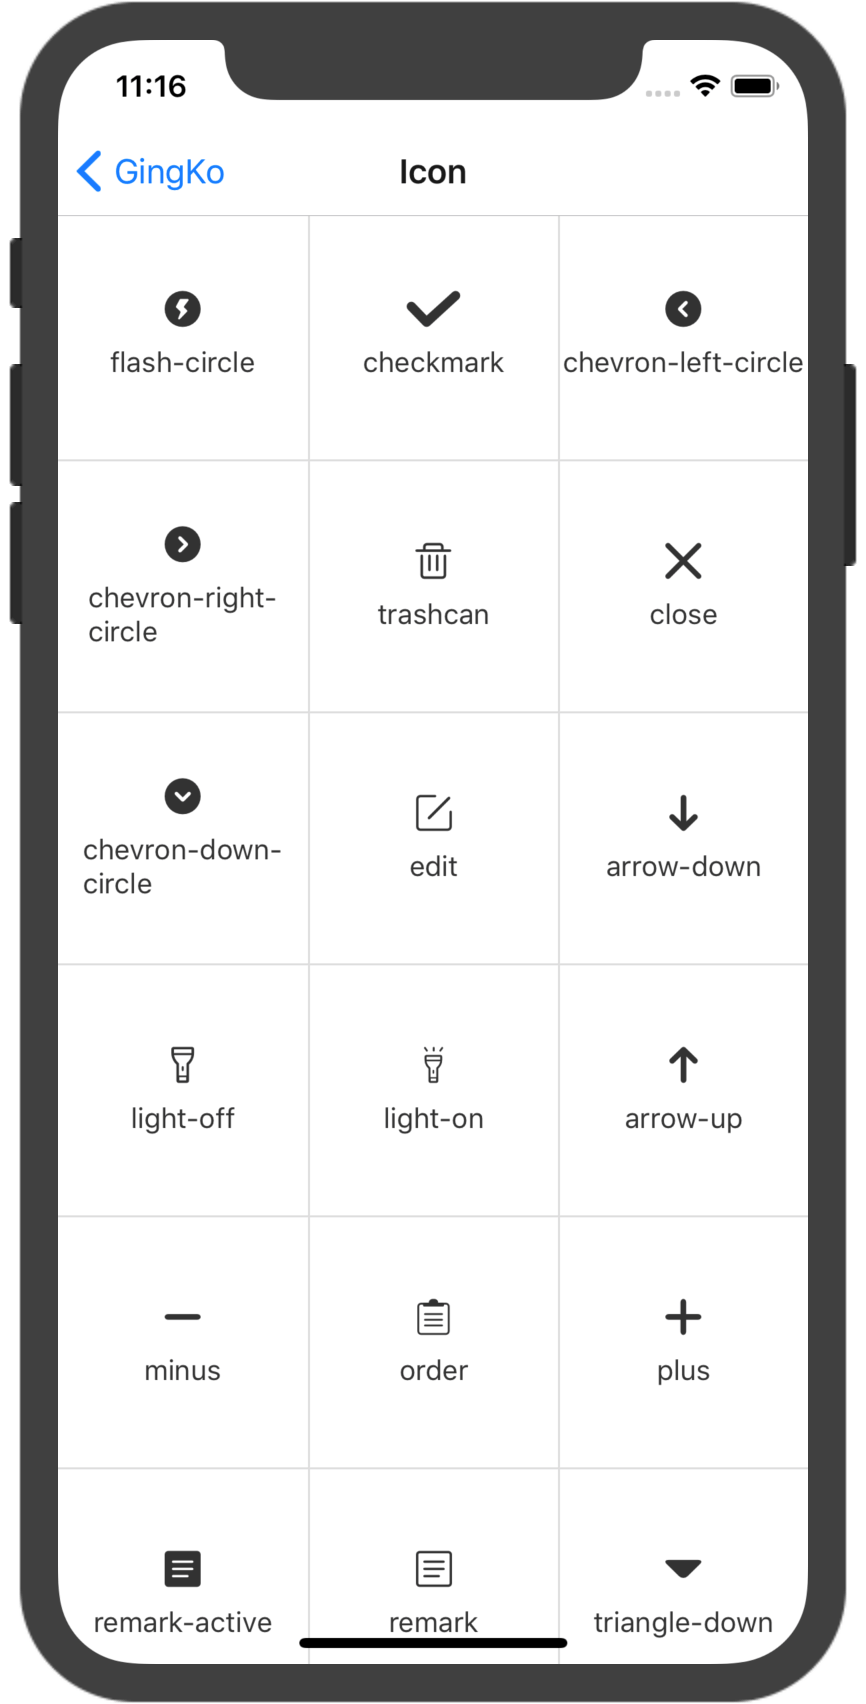 11:16
GingKo
Icon
flash-circle
checkmark
chevron-left-circle
chevron-right-
circle
trashcan
close
chevron-down-
circle
edit
arrow-down
light-off
light-on
arrow-up
minus
order
plus
remark-active
remark
triangle-down